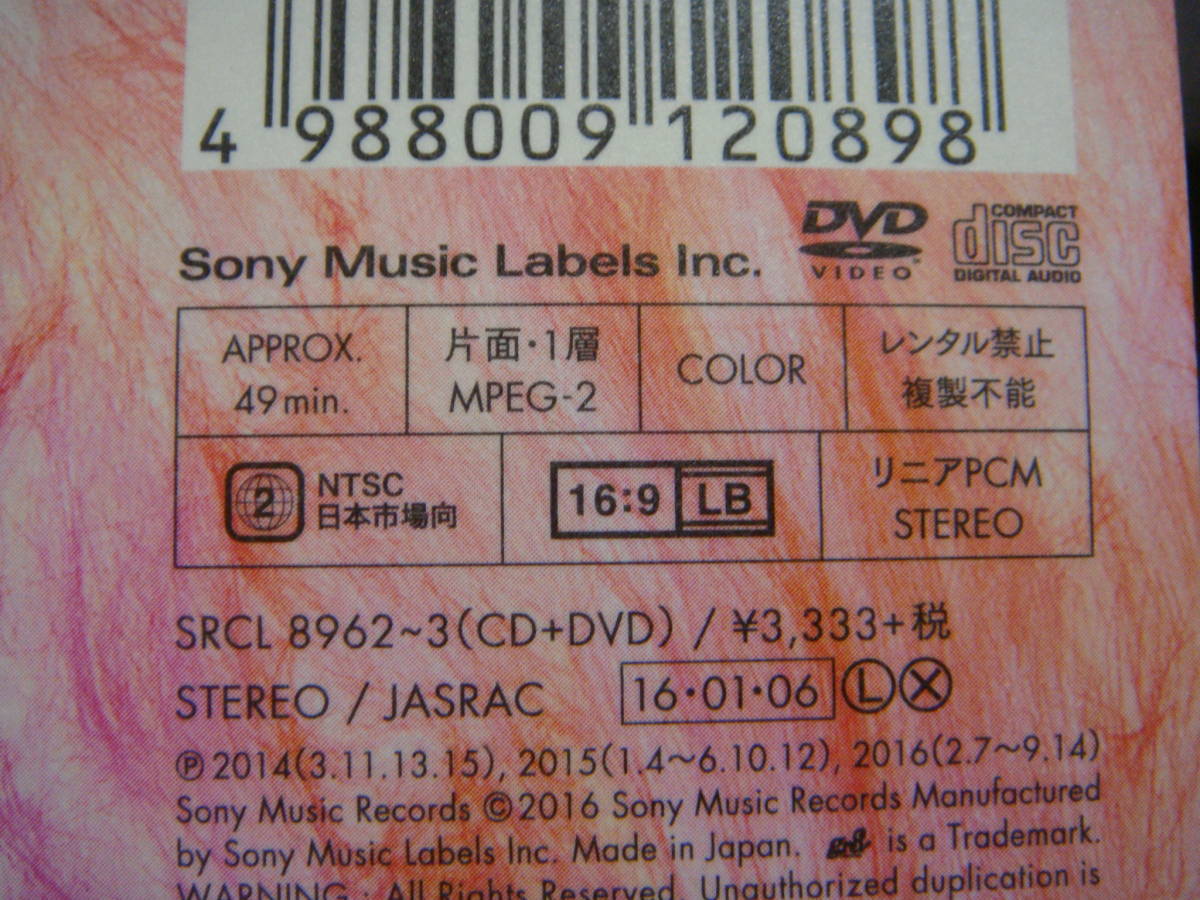 4 988009 120898
Sony Music Labels Inc.
DVD VIDEO
COMPACT disc DIGITAL AUDIO
APPROX. 49 min.
片面・1層 MPEG-2
COLOR
レンタル禁止 複製不能
2 NTSC 日本市場向
16:9 LB
リニアPCM STEREO
SRCL 8962~3(CD+DVD) / ¥3,333+税
STEREO / JASRAC 16・01・06 Ⓛ Ⓧ
℗2014(3.11.13.15), 2015(1.4〜6.10.12), 2016(2.7〜9.14)
Sony Music Records ©2016 Sony Music Records Manufactured
by Sony Music Labels Inc. Made in Japan. gr8 is a Trademark.
WARNING : All Rights Reserved. Unauthorized duplication is